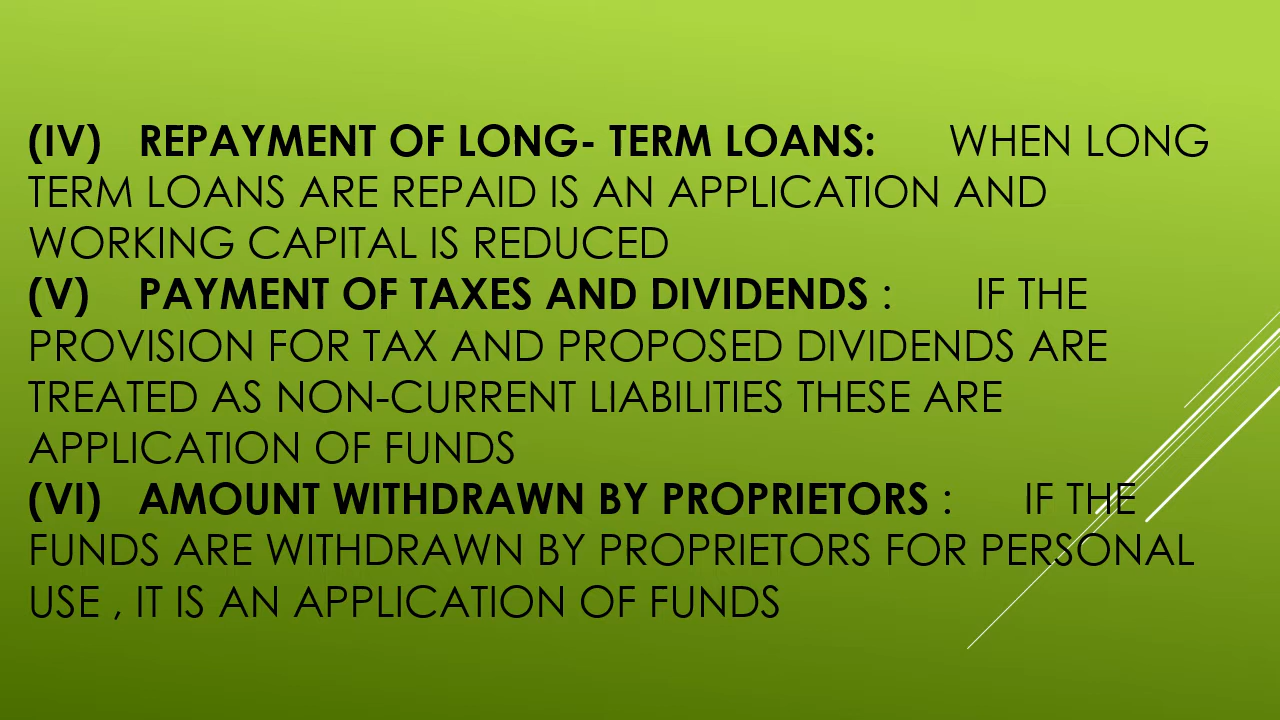 (IV) REPAYMENT OF LONG- TERM LOANS: WHEN LONG
TERM LOANS ARE REPAID IS AN APPLICATION AND
WORKING CAPITAL IS REDUCED
(V) PAYMENT OF TAXES AND DIVIDENDS : IF THE
PROVISION FOR TAX AND PROPOSED DIVIDENDS ARE
TREATED AS NON-CURRENT LIABILITIES THESE ARE
APPLICATION OF FUNDS
(VI) AMOUNT WITHDRAWN BY PROPRIETORS : IF THE
FUNDS ARE WITHDRAWN BY PROPRIETORS FOR PERSONAL
USE , IT IS AN APPLICATION OF FUNDS